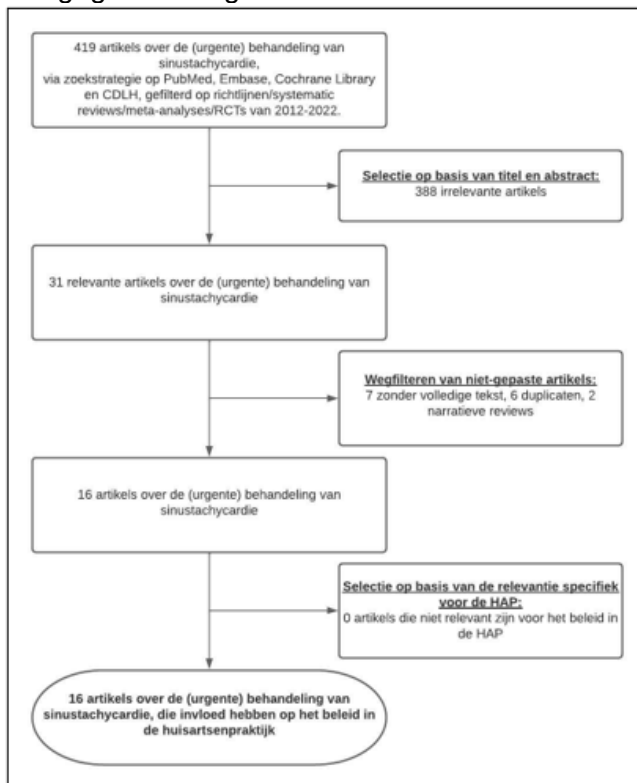 419 artikels over de (urgente) behandeling van
sinustachycardie,
via zoekstrategie op PubMed, Embase, Cochrane Library
en CDLH, gefilterd op richtlijnen/systematic
reviews/meta-analyses/RCTs van 2012-2022.
Selectie op basis van titel en abstract:
388 irrelevante artikels
31 relevante artikels over de (urgente) behandeling van
sinustachycardie
Wegfilteren van niet-gepaste artikels:
7 zonder volledige tekst, 6 duplicaten, 2
narratieve reviews
16 artikels over de (urgente) behandeling van
sinustachycardie
Selectie op basis van de relevantie specifiek
voor de HAP:
0 artikels die niet relevant zijn voor het beleid in
de HAP
16 artikels over de (urgente) behandeling van
sinustachycardie, die invloed hebben op het beleid in
de huisartsenpraktijk